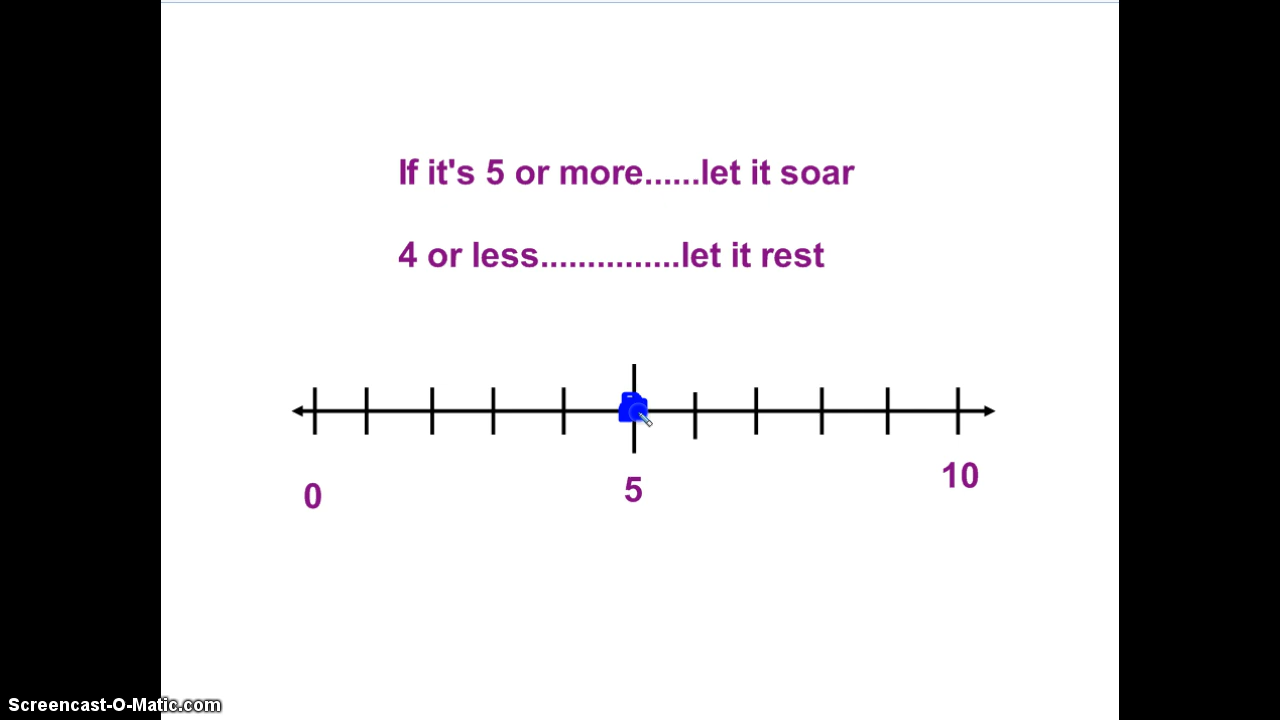 If it's 5 or more......let it soar
4 or less...............let it rest
0
5
10
Screencast-O-Matic.com